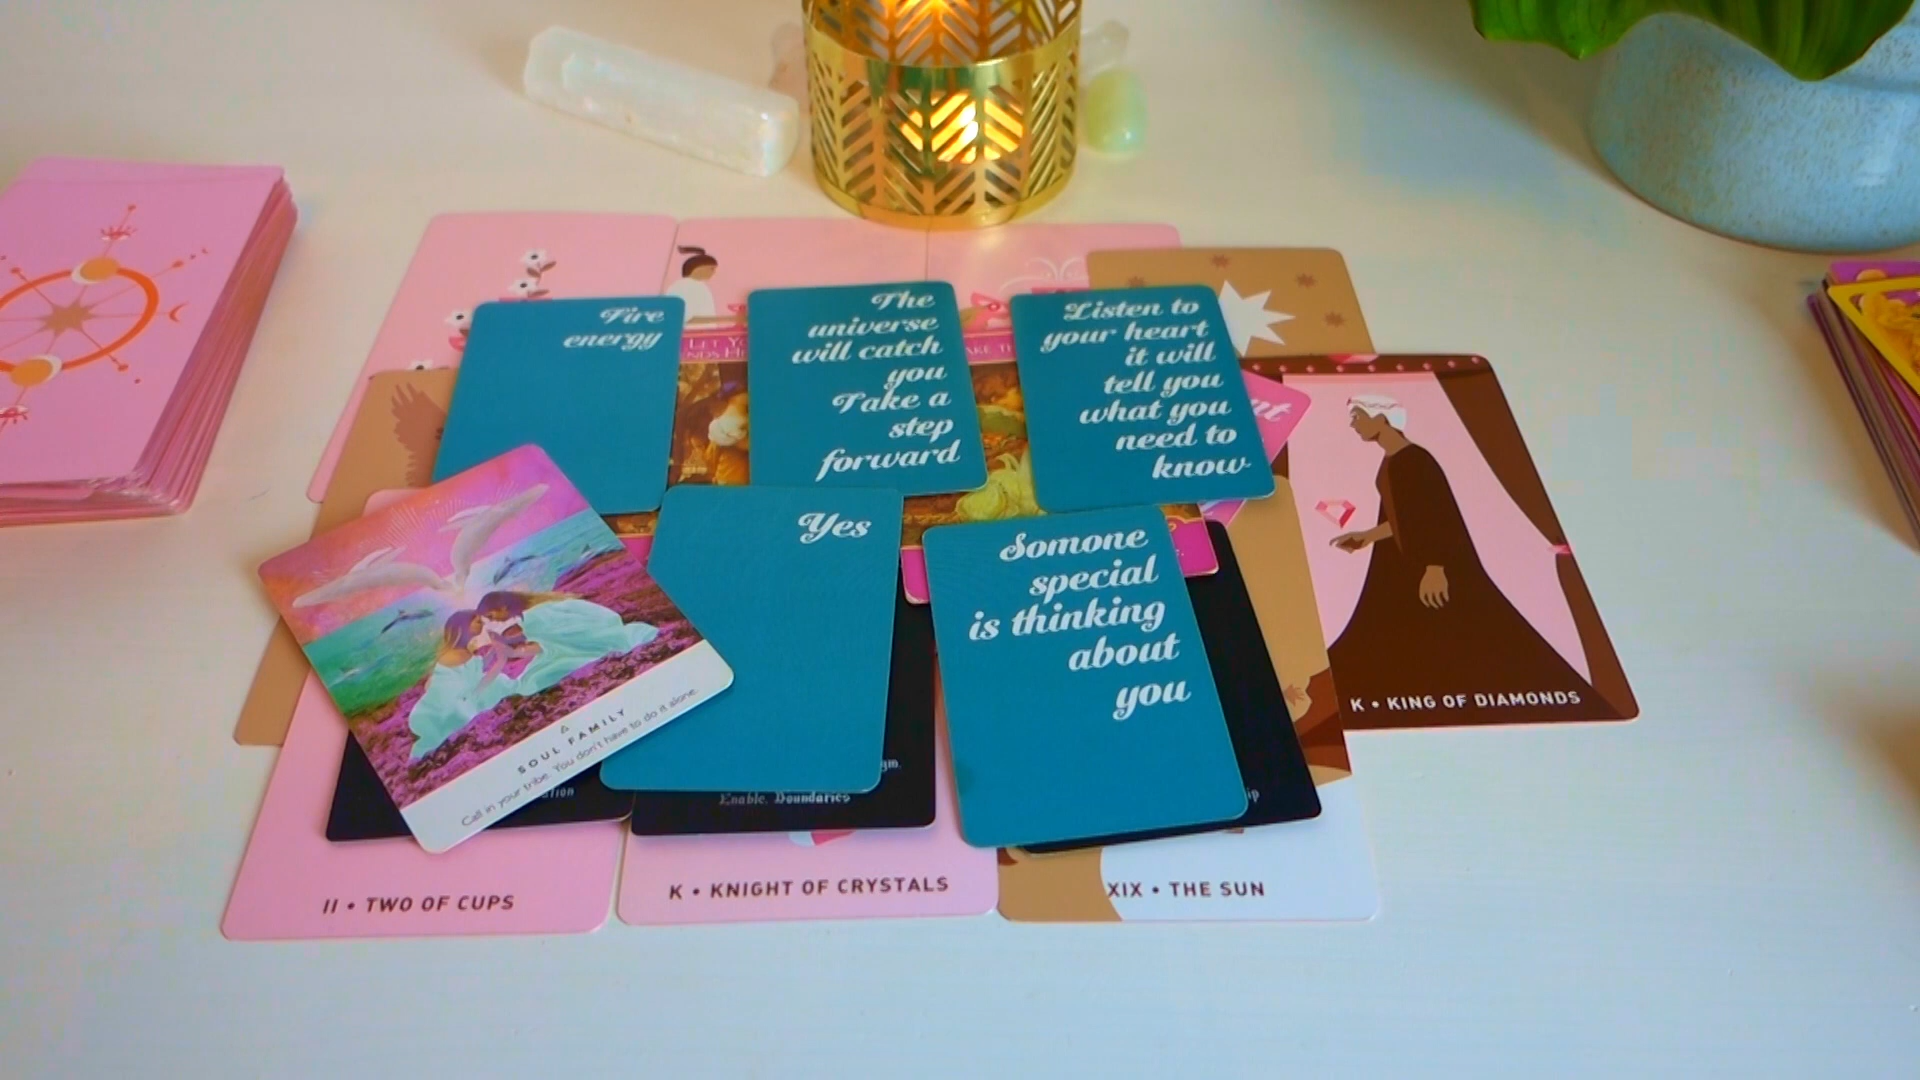 Fire
energy
The
universe
will catch
you
Take a
step
forward
Listen to
your heart
it will
tell you
what you
need to
know
Yes
Somone
special
is thinking
about
you
SOUL FAMILY
Call in your tribe. You don't have to do it alone.
Enable. Boundaries
K • KING OF DIAMONDS
II • TWO OF CUPS
K • KNIGHT OF CRYSTALS
XIX • THE SUN